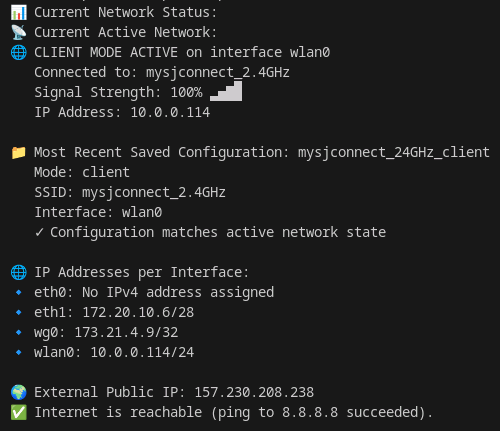 📊 Current Network Status:
📡 Current Active Network:
🌐 CLIENT MODE ACTIVE on interface wlan0
Connected to: mysjconnect_2.4GHz
Signal Strength: 100% ▂▄▆█
IP Address: 10.0.0.114
📁 Most Recent Saved Configuration: mysjconnect_24GHz_client
Mode: client
SSID: mysjconnect_2.4GHz
Interface: wlan0
✓ Configuration matches active network state
🌐 IP Addresses per Interface:
🔹 eth0: No IPv4 address assigned
🔹 eth1: 172.20.10.6/28
🔹 wg0: 173.21.4.9/32
🔹 wlan0: 10.0.0.114/24
🌍 External Public IP: 157.230.208.238
✅ Internet is reachable (ping to 8.8.8.8 succeeded).